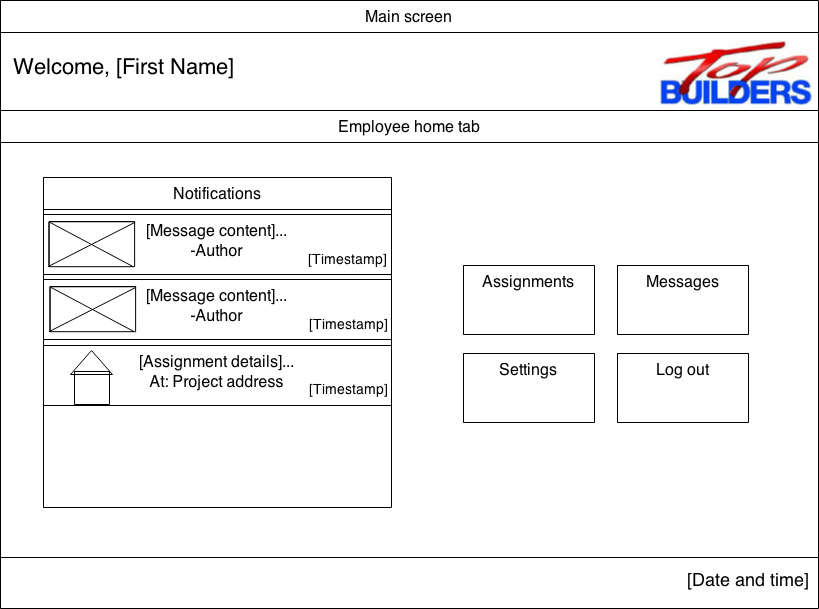 Main screen
Welcome, [First Name]
Top
BUILDERS
Employee home tab
Notifications
[Message content]...
-Author
[Timestamp]
[Message content]...
-Author
[Timestamp]
[Assignment details]...
At: Project address
[Timestamp]
Assignments
Messages
Settings
Log out
[Date and time]